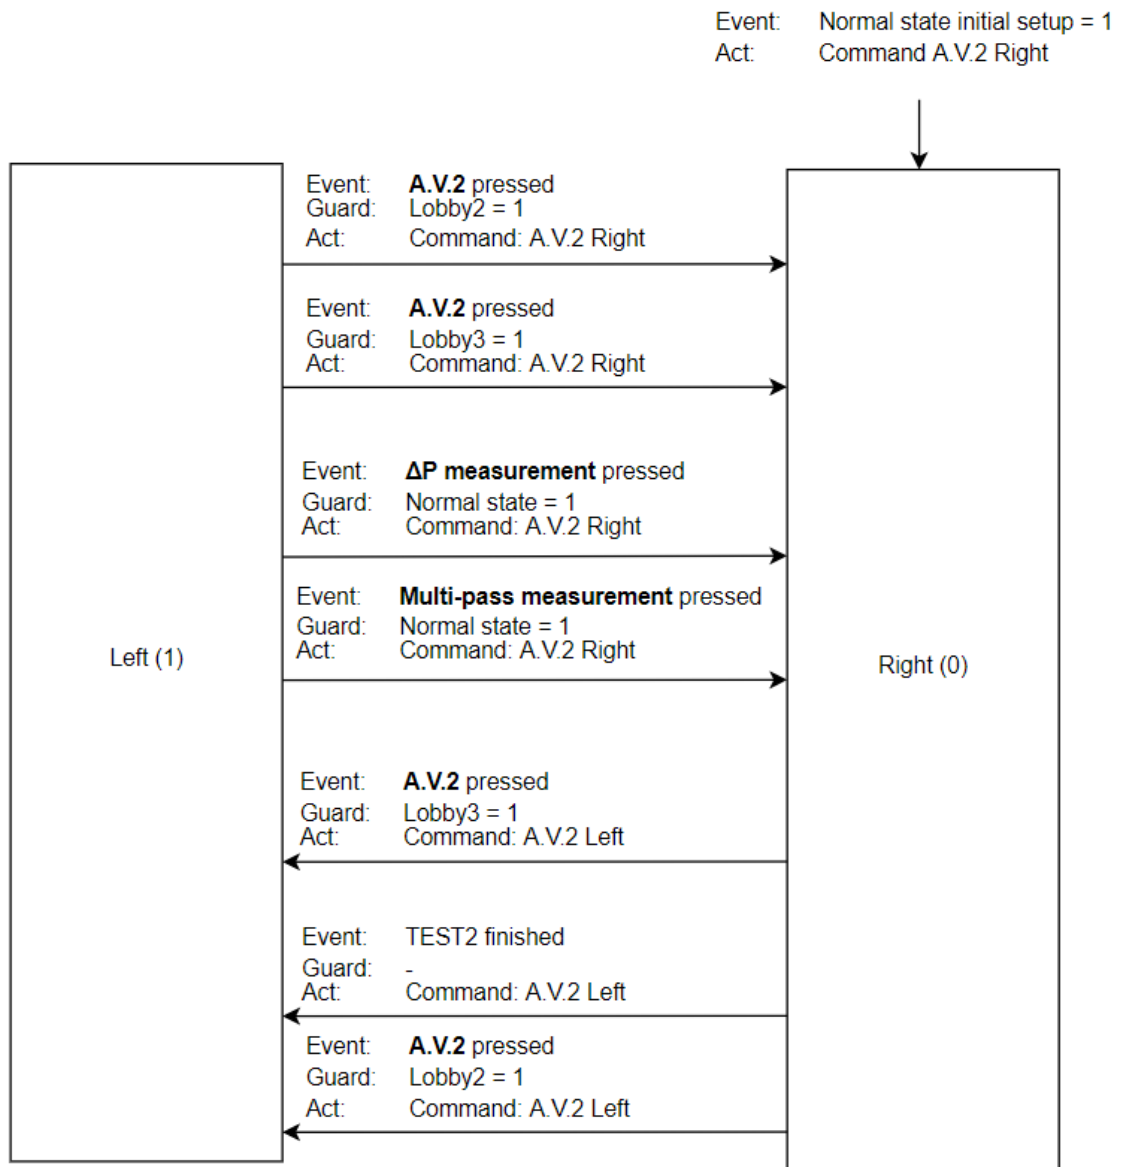 Event: Normal state initial setup = 1
Act: Command A.V.2 Right
Event: A.V.2 pressed
Guard: Lobby2 = 1
Act: Command: A.V.2 Right
Event: A.V.2 pressed
Guard: Lobby3 = 1
Act: Command: A.V.2 Right
Event: ΔP measurement pressed
Guard: Normal state = 1
Act: Command: A.V.2 Right
Event: Multi-pass measurement pressed
Guard: Normal state = 1
Act: Command: A.V.2 Right
Left (1)
Right (0)
Event: A.V.2 pressed
Guard: Lobby3 = 1
Act: Command: A.V.2 Left
Event: TEST2 finished
Guard: -
Act: Command: A.V.2 Left
Event: A.V.2 pressed
Guard: Lobby2 = 1
Act: Command: A.V.2 Left